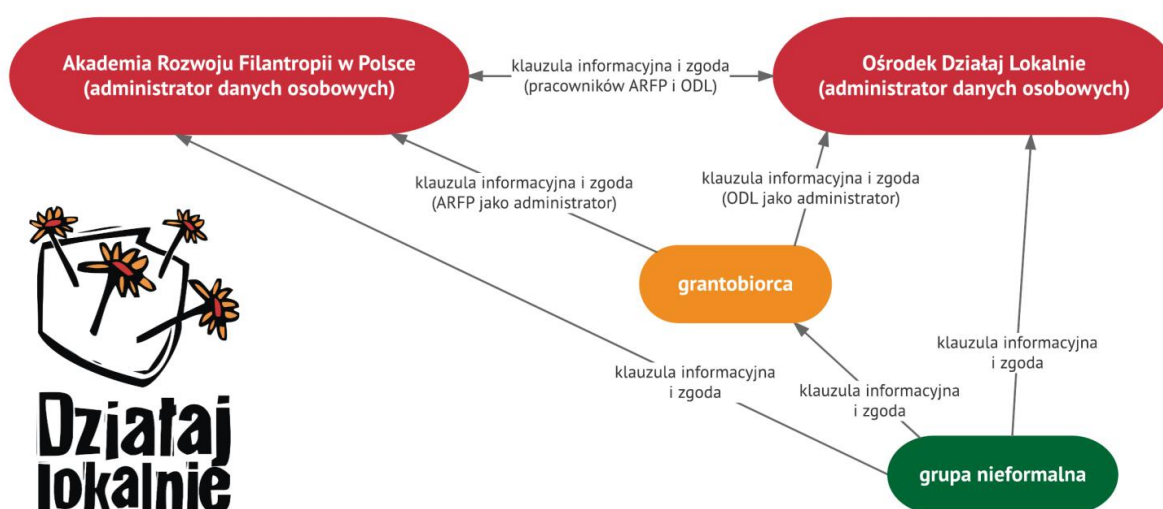 Akademia Rozwoju Filantropii w Polsce
(administrator danych osobowych)
klauzula informacyjna i zgoda
(pracowników ARFP i ODL)
Ośrodek Działaj Lokalnie
(administrator danych osobowych)
klauzula informacyjna i zgoda
(ARFP jako administrator)
klauzula informacyjna i zgoda
(ODL jako administrator)
grantobiorca
klauzula informacyjna
i zgoda
klauzula informacyjna
i zgoda
klauzula informacyjna
i zgoda
grupa nieformalna
Działaj
lokalnie